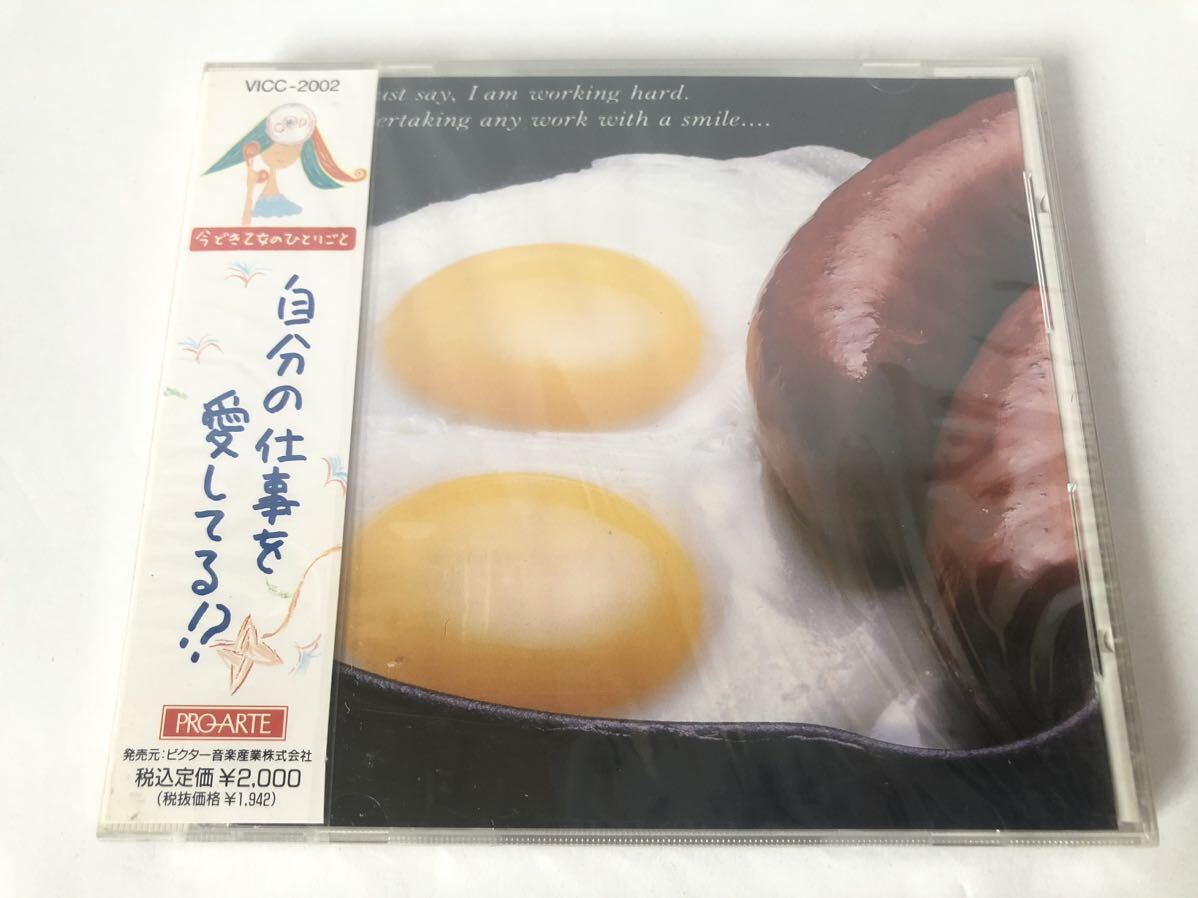 VICC-2002
今どき乙女のひとりごと
自分の仕事を
愛してる!?
PRO ARTE
発売元:ビクター音楽産業株式会社
税込定価¥2,000
(税抜価格¥1,942)
ust say, I am working hard.
ertaking any work with a smile....